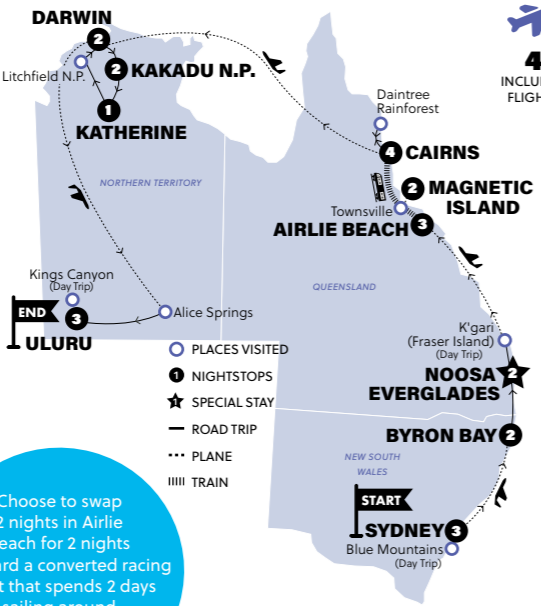 DARWIN
2
Litchfield N.P.
2
KAKADU N.P.
1
KATHERINE
4
INCLU
FLIGH
Daintree
Rainforest
4
CAIRNS
NORTHERN TERRITORY
2
MAGNETIC
ISLAND
Townsville
AIRLIE BEACH
3
QUEENSLAND
Kings Canyon
(Day Trip)
END
3
ULURU
Alice Springs
K'gari
(Fraser Island)
(Day Trip)
NOOSA
EVERGLADES
2
PLACES VISITED
1 NIGHTSTOPS
1 SPECIAL STAY
ROAD TRIP
PLANE
TRAIN
BYRON BAY
2
NEW SOUTH
WALES
START
SYDNEY
3
Blue Mountains
(Day Trip)
Choose to swap
2 nights in Airlie
each for 2 nights
ard a converted racing
t that spends 2 days
sailing around